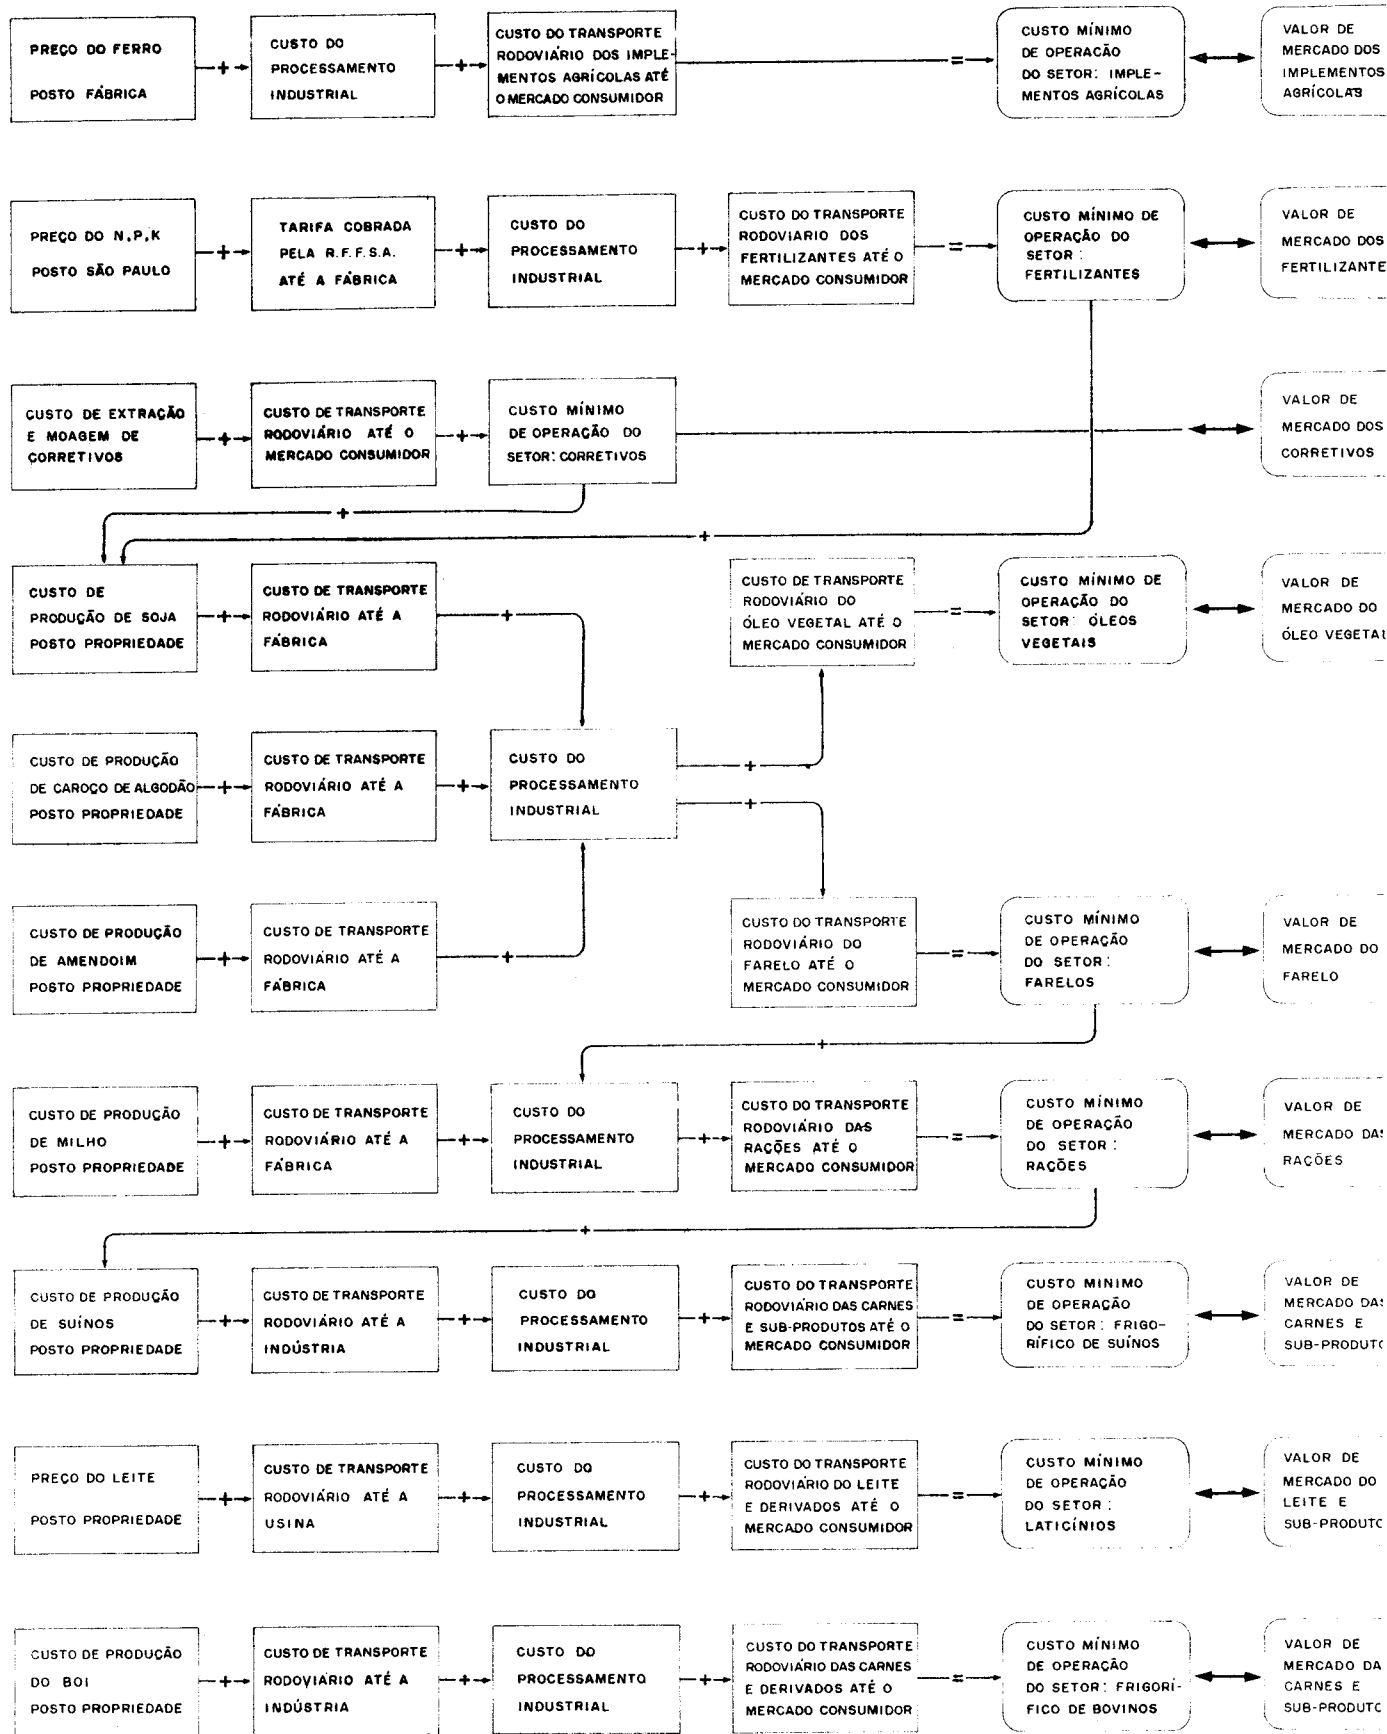 PREÇO DO FERRO
POSTO FÁBRICA
+
CUSTO DO
PROCESSAMENTO
INDUSTRIAL
+
CUSTO DO TRANSPORTE
RODOVIÁRIO DOS IMPLE-
MENTOS AGRÍCOLAS ATÉ
O MERCADO CONSUMIDOR
=
CUSTO MÍNIMO
DE OPERAÇÃO
DO SETOR: IMPLE-
MENTOS AGRÍCOLAS
VALOR DE
MERCADO DOS
IMPLEMENTOS
AGRÍCOLAS
PREÇO DO N,P,K
POSTO SÃO PAULO
+
TARIFA COBRADA
PELA R.F.F.S.A.
ATÉ A FÁBRICA
+
CUSTO DO
PROCESSAMENTO
INDUSTRIAL
+
CUSTO DO TRANSPORTE
RODOVIARIO DOS
FERTILIZANTES ATÉ O
MERCADO CONSUMIDOR
=
CUSTO MÍNIMO DE
OPERAÇÃO DO
SETOR:
FERTILIZANTES
VALOR DE
MERCADO DOS
FERTILIZANTE
CUSTO DE EXTRAÇÃO
E MOAGEM DE
CORRETIVOS
+
CUSTO DE TRANSPORTE
RODOVIÁRIO ATÉ O
MERCADO CONSUMIDOR
+
CUSTO MÍNIMO
DE OPERAÇÃO DO
SETOR: CORRETIVOS
VALOR DE
MERCADO DOS
CORRETIVOS
+
+
CUSTO DE
PRODUÇÃO DE SOJA
POSTO PROPRIEDADE
+
CUSTO DE TRANSPORTE
RODOVIÁRIO ATÉ A
FÁBRICA
+
CUSTO DE TRANSPORTE
RODOVIÁRIO DO
ÓLEO VEGETAL ATÉ O
MERCADO CONSUMIDOR
=
CUSTO MÍNIMO DE
OPERAÇÃO DO
SETOR: ÓLEOS
VEGETAIS
VALOR DE
MERCADO DO
ÓLEO VEGETAL
CUSTO DE PRODUÇÃO
DE CAROÇO DE ALGODÃO
POSTO PROPRIEDADE
+
CUSTO DE TRANSPORTE
RODOVIÁRIO ATÉ A
FÁBRICA
+
CUSTO DO
PROCESSAMENTO
INDUSTRIAL
+
+
CUSTO DE PRODUÇÃO
DE AMENDOIM
POSTO PROPRIEDADE
+
CUSTO DE TRANSPORTE
RODOVIÁRIO ATÉ A
FÁBRICA
+
CUSTO DO TRANSPORTE
RODOVIÁRIO DO
FARELO ATÉ O
MERCADO CONSUMIDOR
=
CUSTO MÍNIMO
DE OPERAÇÃO
DO SETOR:
FARELOS
VALOR DE
MERCADO DO
FARELO
+
CUSTO DE PRODUÇÃO
DE MILHO
POSTO PROPRIEDADE
+
CUSTO DE TRANSPORTE
RODOVIÁRIO ATÉ A
FÁBRICA
+
CUSTO DO
PROCESSAMENTO
INDUSTRIAL
+
CUSTO DO TRANSPORTE
RODOVIÁRIO DAS
RAÇÕES ATÉ O
MERCADO CONSUMIDOR
=
CUSTO MÍNIMO
DE OPERAÇÃO
DO SETOR:
RAÇÕES
VALOR DE
MERCADO DAS
RAÇÕES
+
CUSTO DE PRODUÇÃO
DE SUÍNOS
POSTO PROPRIEDADE
+
CUSTO DE TRANSPORTE
RODOVIÁRIO ATÉ A
INDÚSTRIA
+
CUSTO DO
PROCESSAMENTO
INDUSTRIAL
+
CUSTO DO TRANSPORTE
RODOVIÁRIO DAS CARNES
E SUB-PRODUTOS ATÉ O
MERCADO CONSUMIDOR
=
CUSTO MÍNIMO
DE OPERAÇÃO
DO SETOR: FRIGO-
RÍFICO DE SUÍNOS
VALOR DE
MERCADO DAS
CARNES E
SUB-PRODUTO
PREÇO DO LEITE
POSTO PROPRIEDADE
+
CUSTO DE TRANSPORTE
RODOVIÁRIO ATÉ A
USINA
+
CUSTO DO
PROCESSAMENTO
INDUSTRIAL
+
CUSTO DO TRANSPORTE
RODOVIÁRIO DO LEITE
E DERIVADOS ATÉ O
MERCADO CONSUMIDOR
=
CUSTO MÍNIMO
DE OPERAÇÃO
DO SETOR:
LATICÍNIOS
VALOR DE
MERCADO DO
LEITE E
SUB-PRODUTO
CUSTO DE PRODUÇÃO
DO BOI
POSTO PROPRIEDADE
+
CUSTO DE TRANSPORTE
RODOVIÁRIO ATÉ A
INDÚSTRIA
+
CUSTO DO
PROCESSAMENTO
INDUSTRIAL
+
CUSTO DO TRANSPORTE
RODOVIÁRIO DAS CARNES
E DERIVADOS ATÉ O
MERCADO CONSUMIDOR
=
CUSTO MÍNIMO
DE OPERAÇÃO
DO SETOR: FRIGORÍ-
FICO DE BOVINOS
VALOR DE
MERCADO DA
CARNES E
SUB-PRODUTO